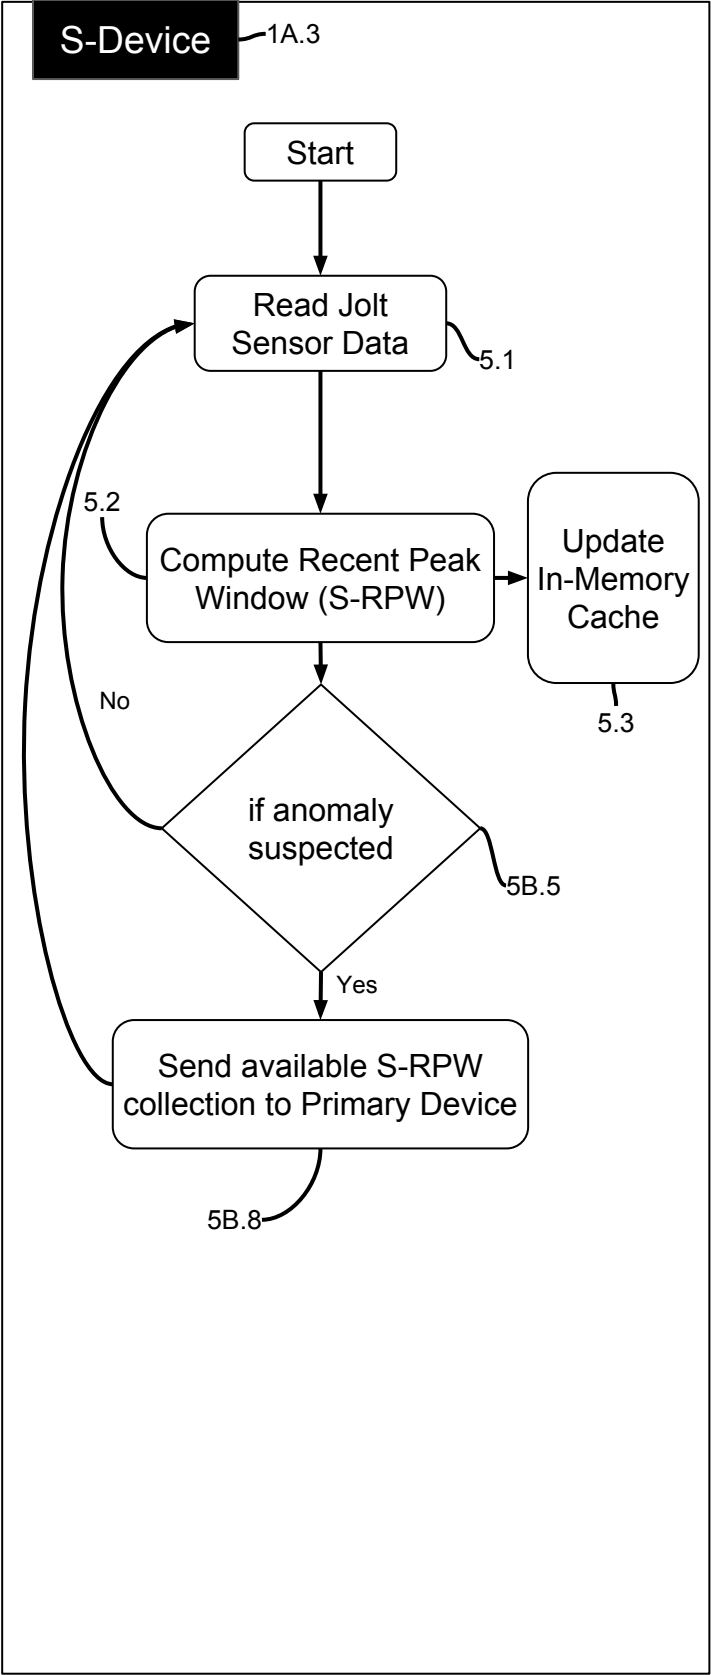 S-Device
1A.3
Start
Read Jolt
Sensor Data
5.1
5.2
Compute Recent Peak
Window (S-RPW)
Update
In-Memory
Cache
5.3
No
if anomaly
suspected
5B.5
Yes
Send available S-RPW
collection to Primary Device
5B.8